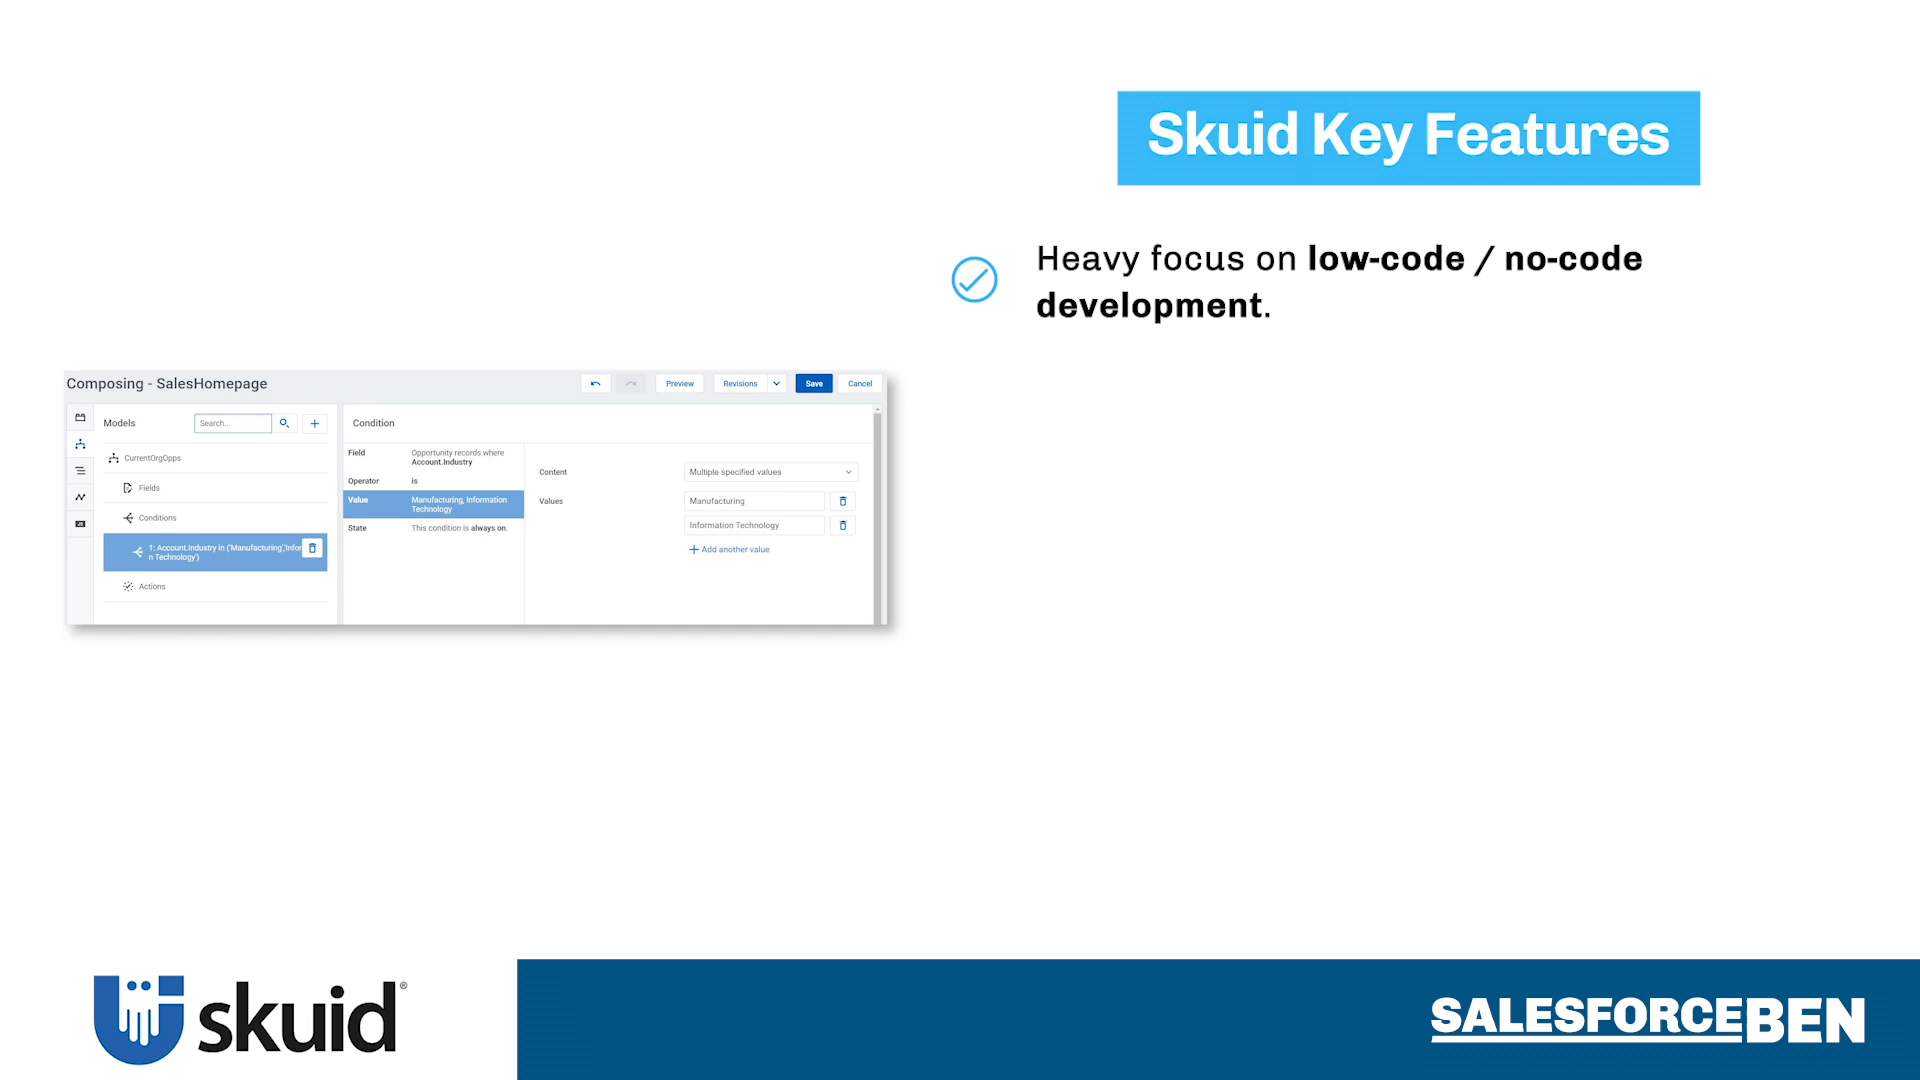 Skuid Key Features
Heavy focus on low-code / no-code
development.
Composing - SalesHomepage
Preview
Revisions
Save
Cancel
Models
Search...
CurrentOrgOpps
Fields
Conditions
1: Account.Industry in ('Manufacturing','Infor
n Technology')
Actions
Condition
Field
Opportunity records where
Account.Industry
Operator
is
Value
Manufacturing, Information
Technology
State
This condition is always on.
Content
Multiple specified values
Values
Manufacturing
Information Technology
Add another value
skuid®
SALESFORCEBEN